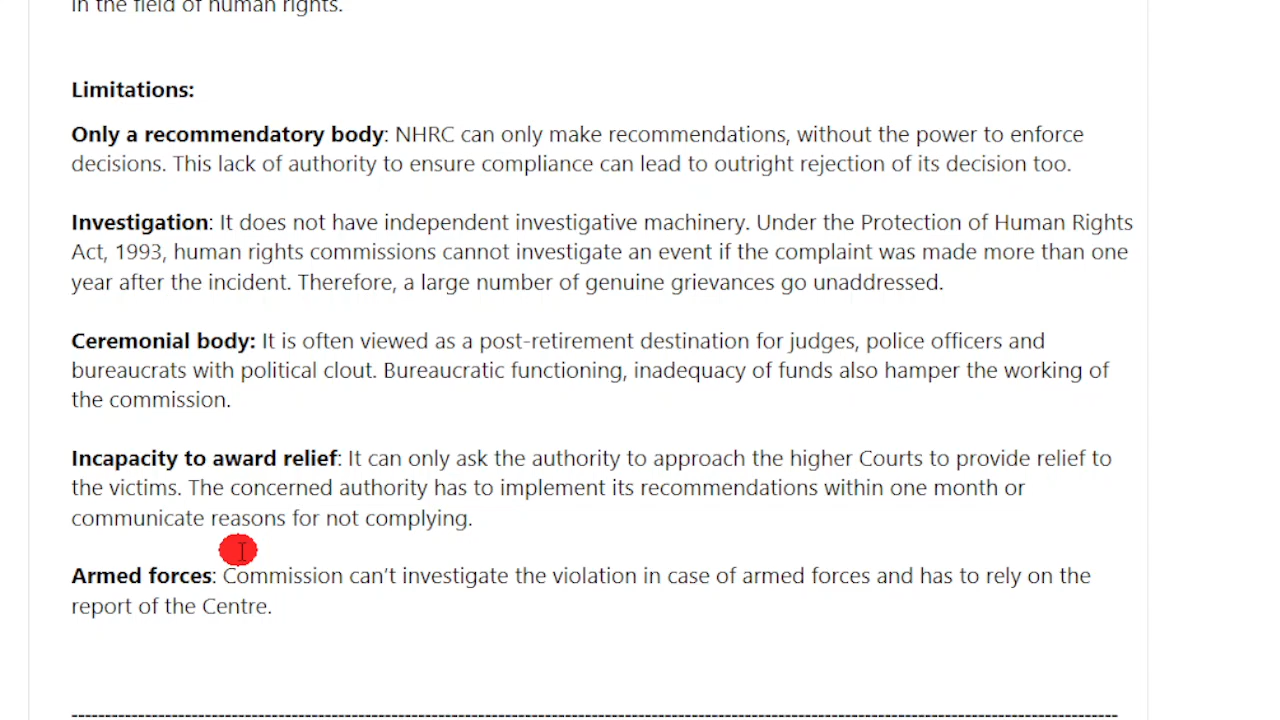 in the field of human rights.
Limitations:
Only a recommendatory body: NHRC can only make recommendations, without the power to enforce
decisions. This lack of authority to ensure compliance can lead to outright rejection of its decision too.
Investigation: It does not have independent investigative machinery. Under the Protection of Human Rights
Act, 1993, human rights commissions cannot investigate an event if the complaint was made more than one
year after the incident. Therefore, a large number of genuine grievances go unaddressed.
Ceremonial body: It is often viewed as a post-retirement destination for judges, police officers and
bureaucrats with political clout. Bureaucratic functioning, inadequacy of funds also hamper the working of
the commission.
Incapacity to award relief: It can only ask the authority to approach the higher Courts to provide relief to
the victims. The concerned authority has to implement its recommendations within one month or
communicate reasons for not complying.
Armed forces: Commission can’t investigate the violation in case of armed forces and has to rely on the
report of the Centre.